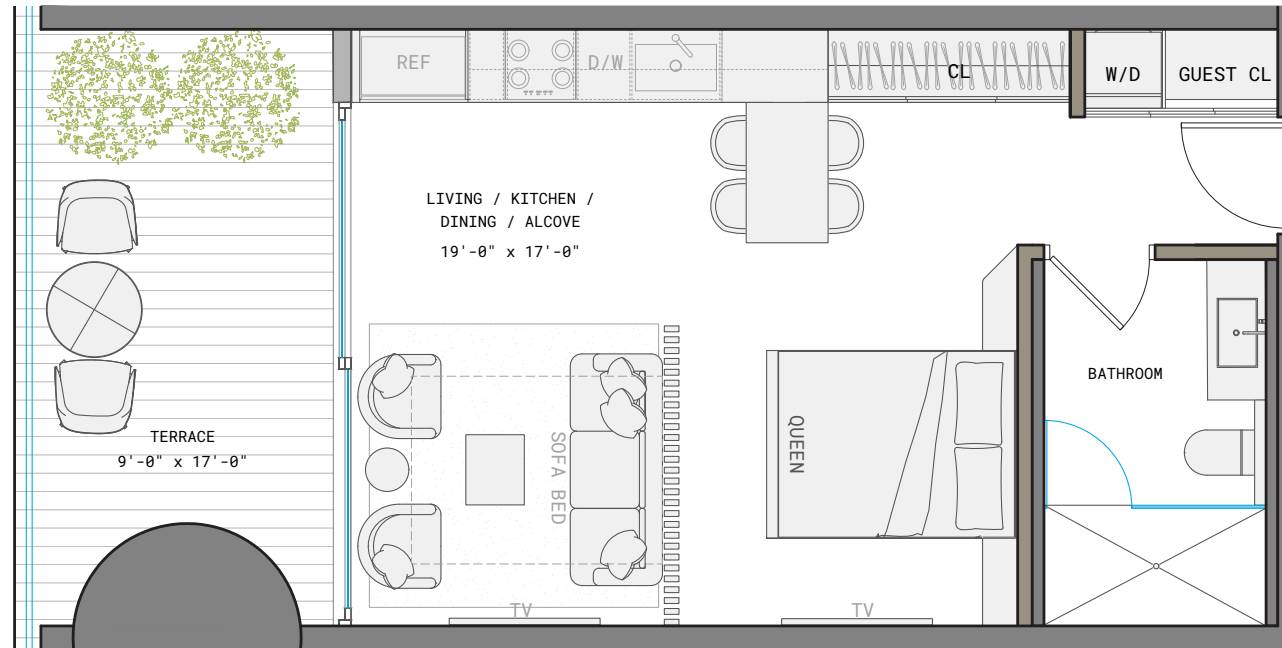 REF
D/W
CL
W/D
GUEST CL
LIVING / KITCHEN /
DINING / ALCOVE
19'-0" x 17'-0"
BATHROOM
QUEEN
SOFA BED
TERRACE
9'-0" x 17'-0"
TV
TV